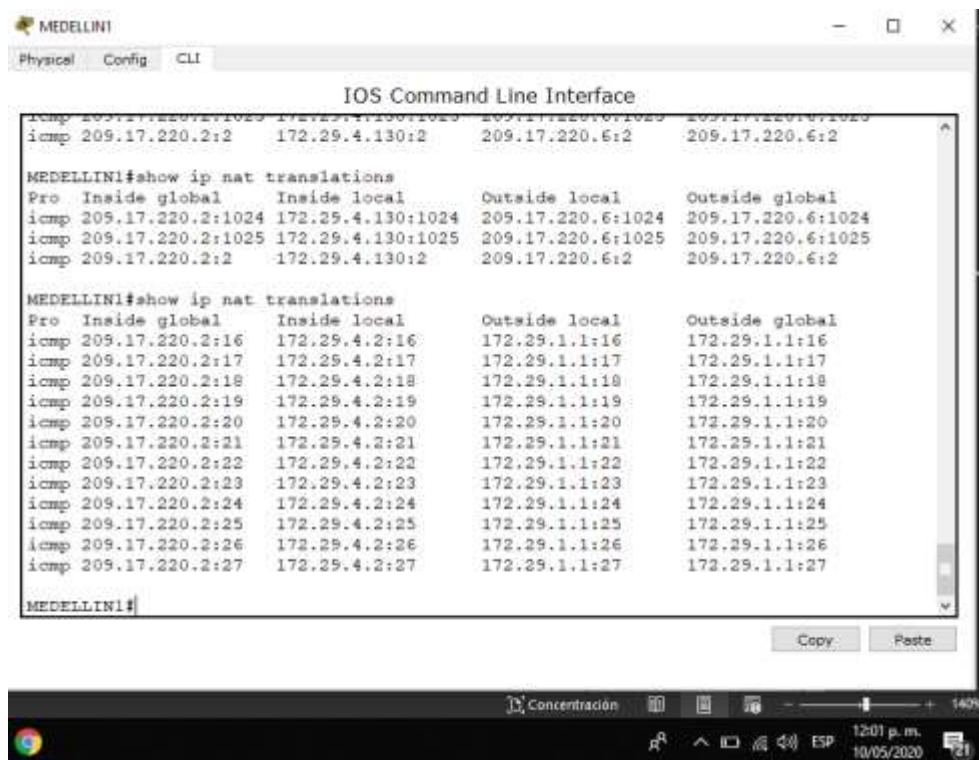 MEDELLIN1
Physical Config CLI
IOS Command Line Interface
icmp 209.17.220.2:2 172.29.4.130:2 209.17.220.6:2 209.17.220.6:2
MEDELLIN1#show ip nat translations
Pro Inside global Inside local Outside local Outside global
icmp 209.17.220.2:1024 172.29.4.130:1024 209.17.220.6:1024 209.17.220.6:1024
icmp 209.17.220.2:1025 172.29.4.130:1025 209.17.220.6:1025 209.17.220.6:1025
icmp 209.17.220.2:2 172.29.4.130:2 209.17.220.6:2 209.17.220.6:2
MEDELLIN1#show ip nat translations
Pro Inside global Inside local Outside local Outside global
icmp 209.17.220.2:16 172.29.4.2:16 172.29.1.1:16 172.29.1.1:16
icmp 209.17.220.2:17 172.29.4.2:17 172.29.1.1:17 172.29.1.1:17
icmp 209.17.220.2:18 172.29.4.2:18 172.29.1.1:18 172.29.1.1:18
icmp 209.17.220.2:19 172.29.4.2:19 172.29.1.1:19 172.29.1.1:19
icmp 209.17.220.2:20 172.29.4.2:20 172.29.1.1:20 172.29.1.1:20
icmp 209.17.220.2:21 172.29.4.2:21 172.29.1.1:21 172.29.1.1:21
icmp 209.17.220.2:22 172.29.4.2:22 172.29.1.1:22 172.29.1.1:22
icmp 209.17.220.2:23 172.29.4.2:23 172.29.1.1:23 172.29.1.1:23
icmp 209.17.220.2:24 172.29.4.2:24 172.29.1.1:24 172.29.1.1:24
icmp 209.17.220.2:25 172.29.4.2:25 172.29.1.1:25 172.29.1.1:25
icmp 209.17.220.2:26 172.29.4.2:26 172.29.1.1:26 172.29.1.1:26
icmp 209.17.220.2:27 172.29.4.2:27 172.29.1.1:27 172.29.1.1:27
MEDELLIN1#
Copy Paste
Concentración 140%
ESP 12:01 p. m.
10/05/2020 21